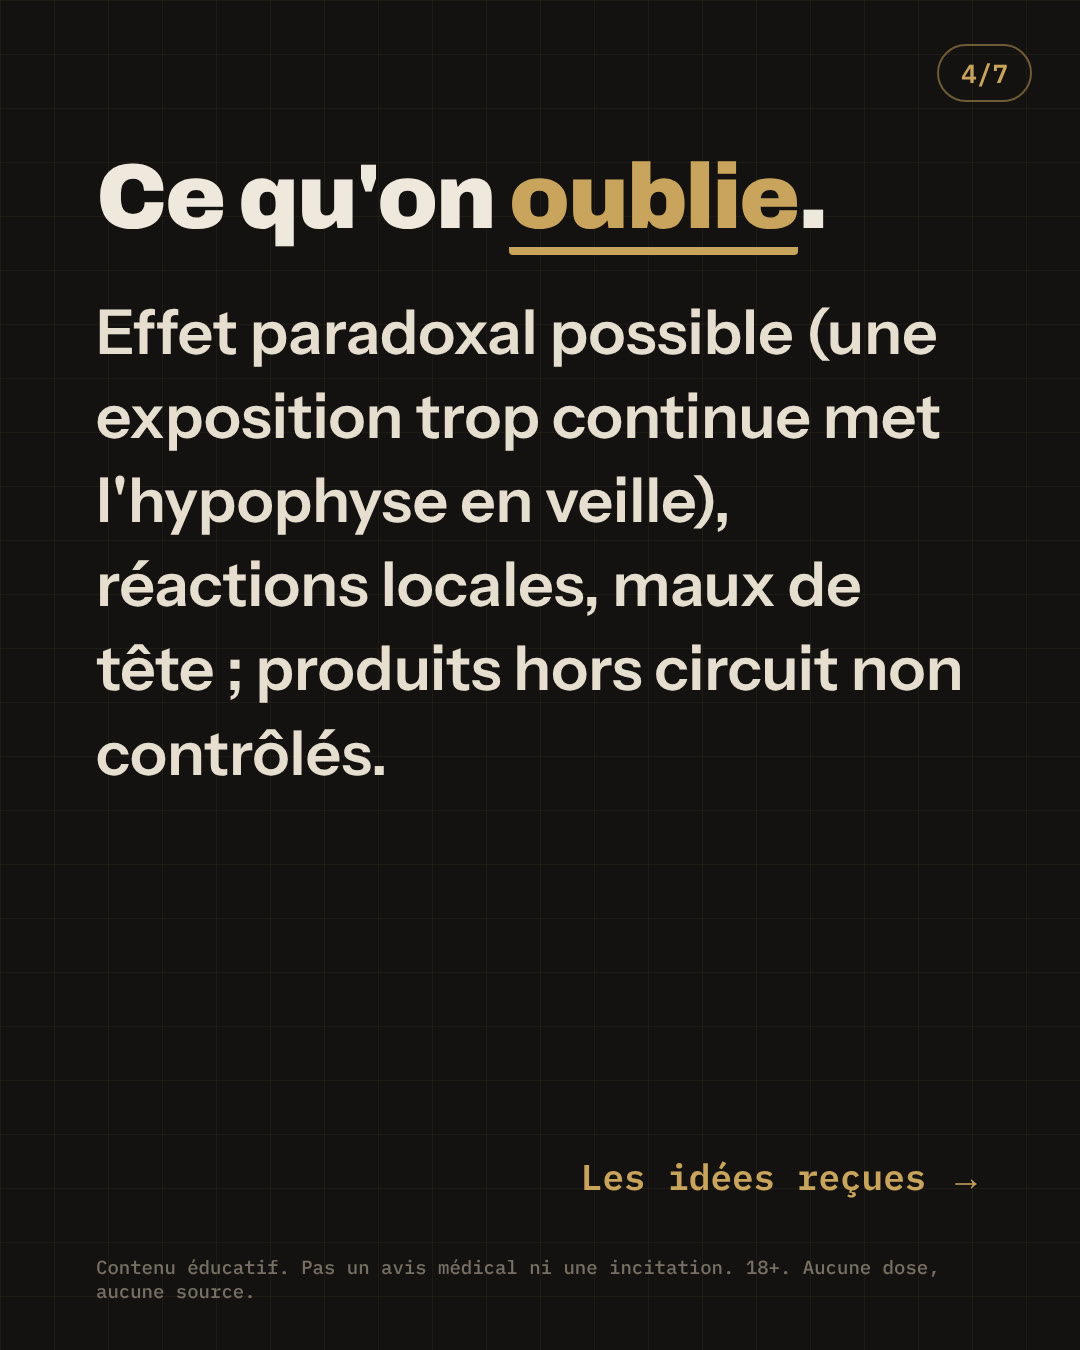 4/7
Ce qu'on oublie.
Effet paradoxal possible (une
exposition trop continue met
l'hypophyse en veille),
réactions locales, maux de
tête ; produits hors circuit non
contrôlés.
Les idées reçues →
Contenu éducatif. Pas un avis médical ni une incitation. 18+. Aucune dose,
aucune source.